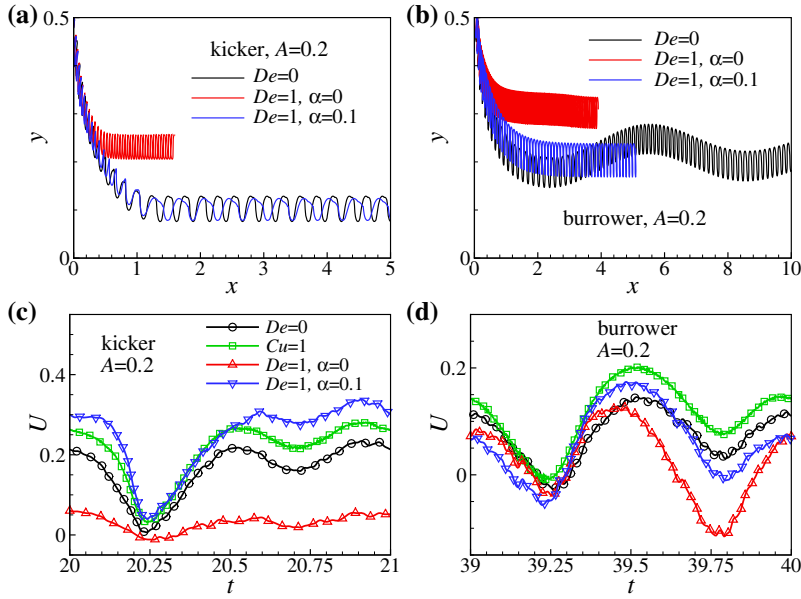 (a)
0.5
kicker, A=0.2
De=0
De=1, α=0
De=1, α=0.1
y
0
0 1 2 3 4 5
x
(b)
0.5
De=0
De=1, α=0
De=1, α=0.1
y
burrower, A=0.2
0
0 2 4 6 8 10
x
(c)
kicker
A=0.2
De=0
Cu=1
De=1, α=0
De=1, α=0.1
0.4
U
0.2
0
20 20.25 20.5 20.75 21
t
(d)
burrower
A=0.2
0.2
U
0
39 39.25 39.5 39.75 40
t